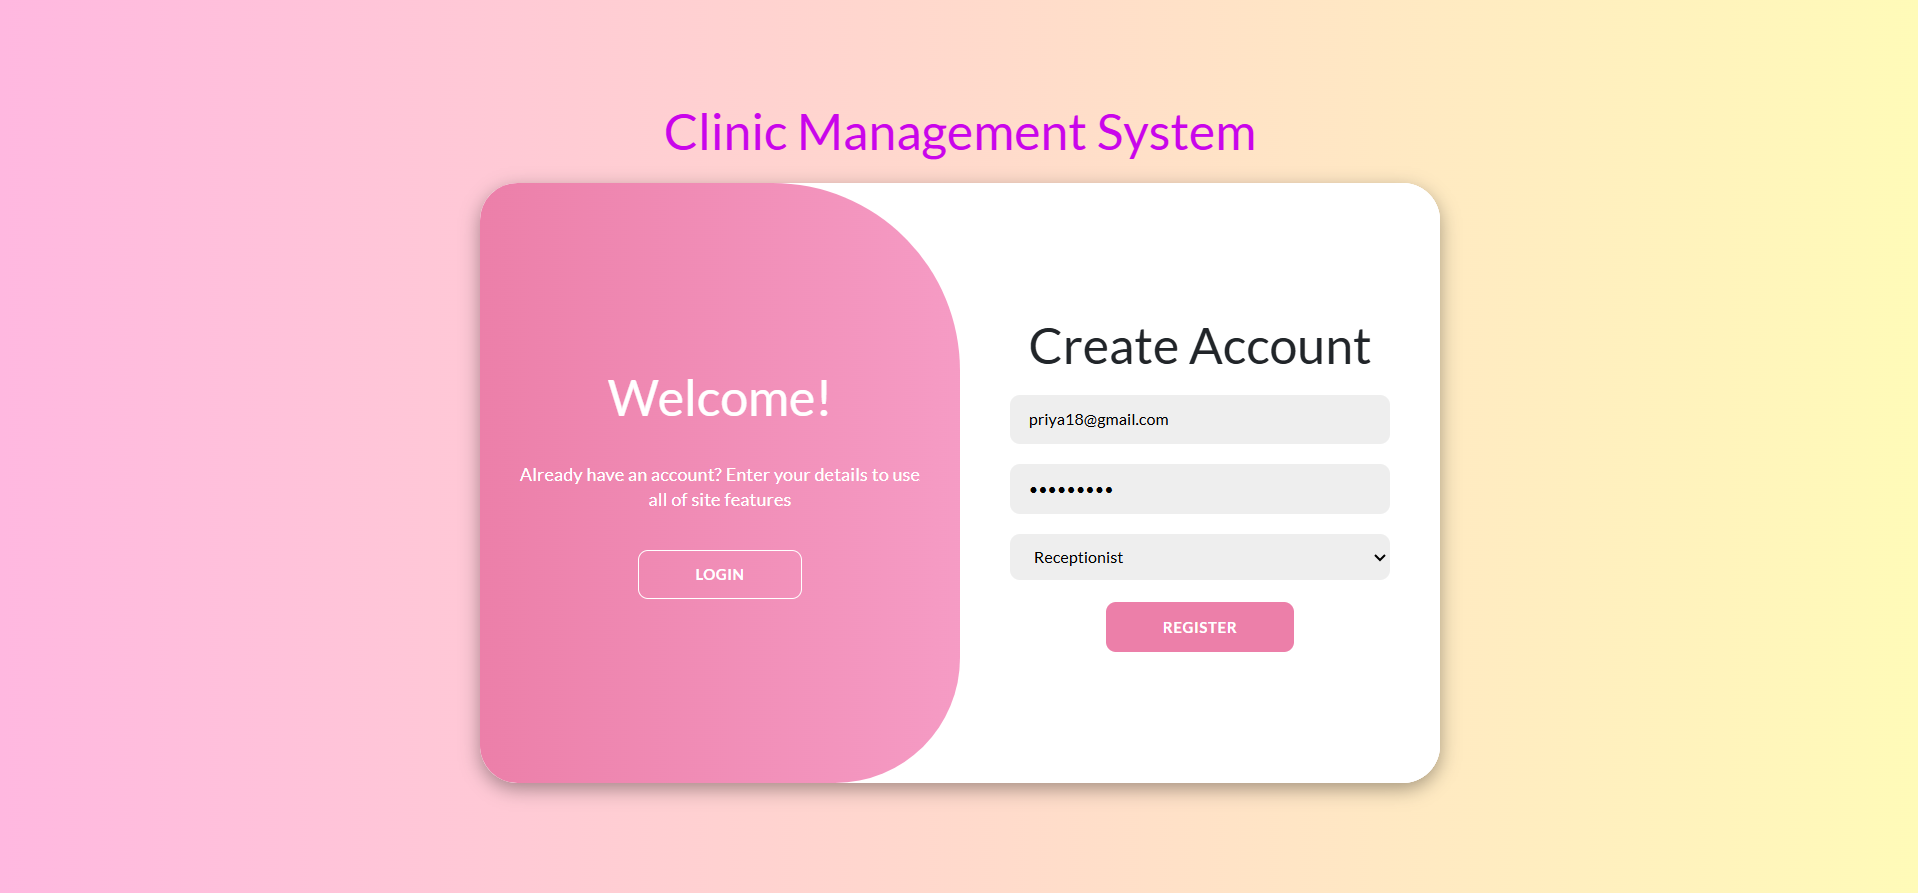 Clinic Management System
Welcome!
Already have an account? Enter your details to use
all of site features
LOGIN
Create Account
priya18@gmail.com
•••••••••
Receptionist
REGISTER